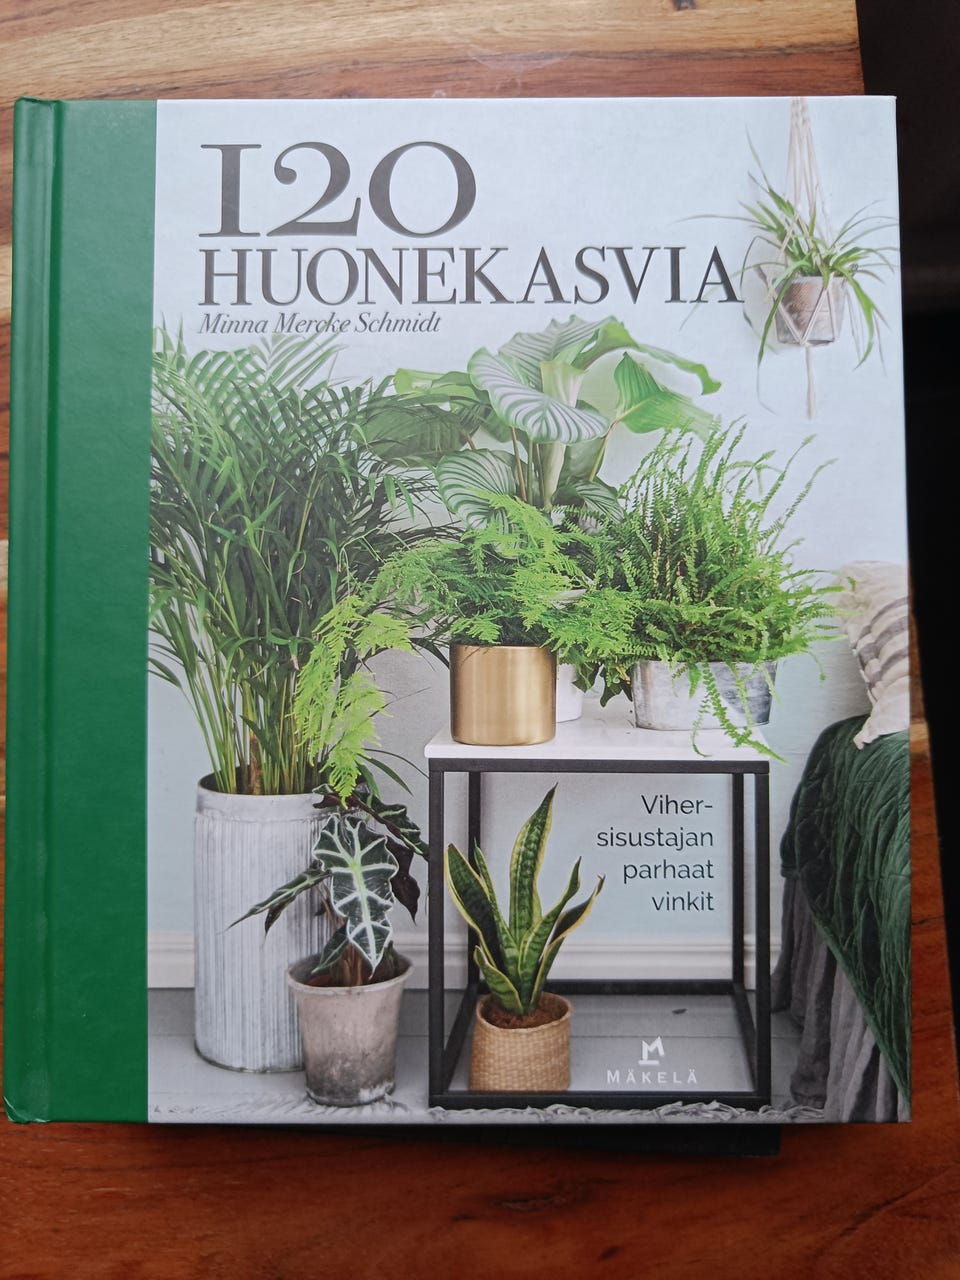 120
HUONEKASVIA
Minna Mercke Schmidt
Viher-
sisustajan
parhaat
vinkit
MÄKELÄ